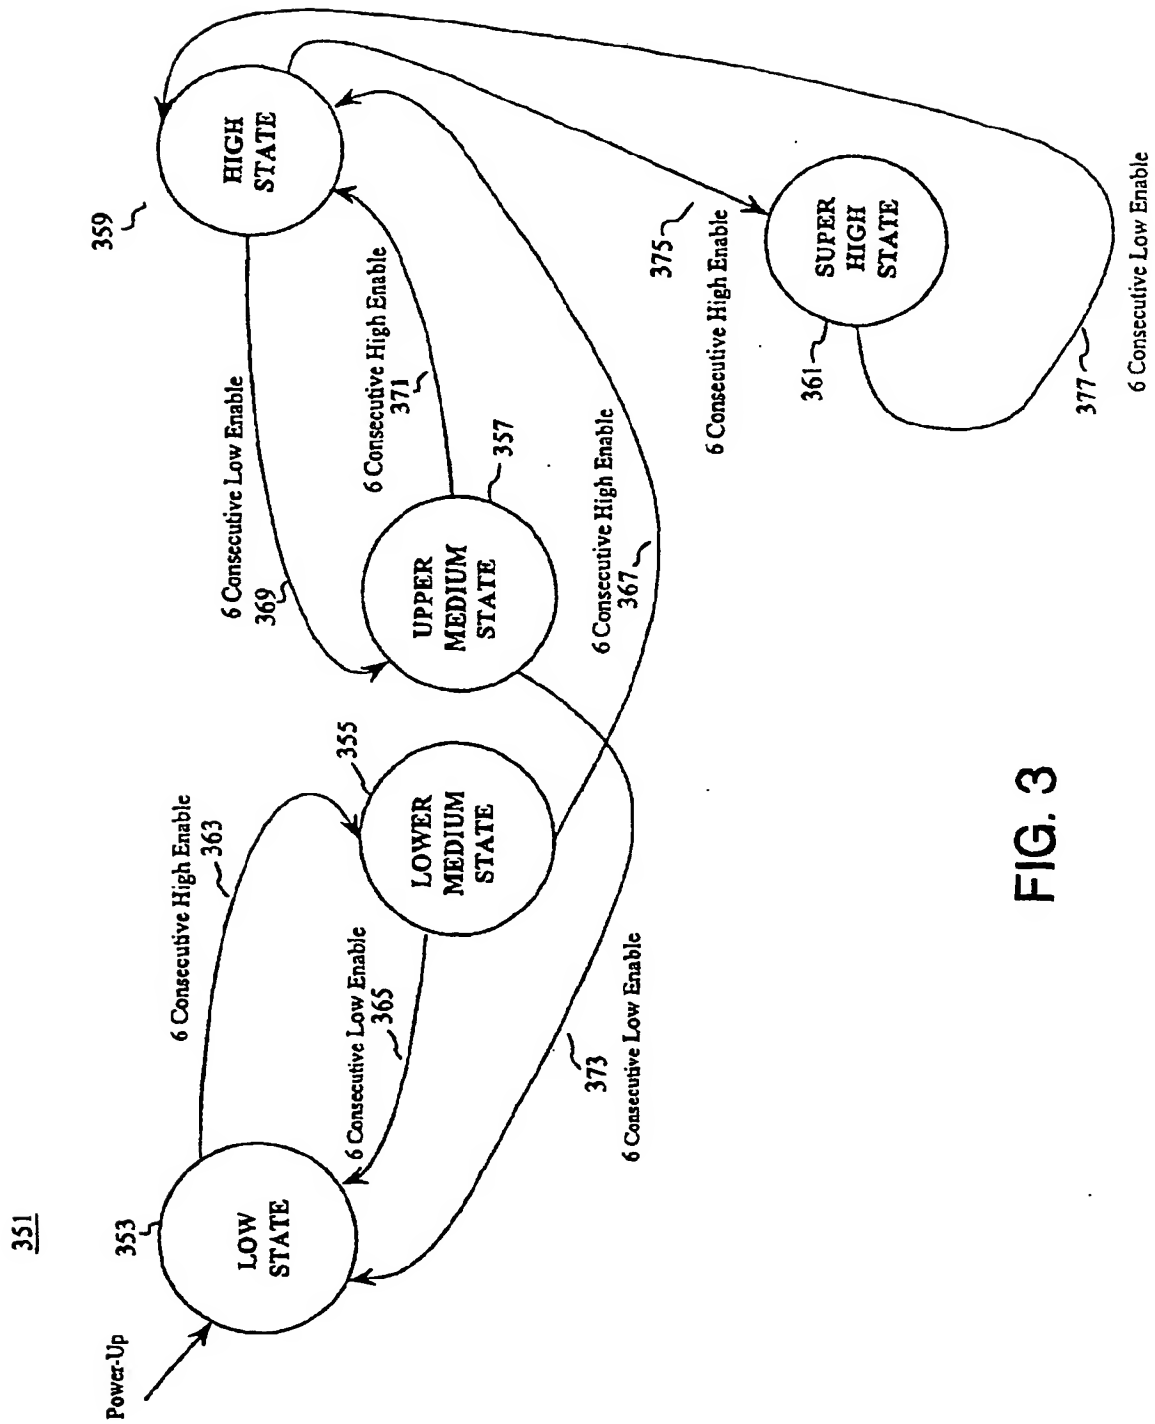 351
Power-Up
353
LOW
STATE
6 Consecutive High Enable
363
6 Consecutive Low Enable
365
355
LOWER
MEDIUM
STATE
373
6 Consecutive Low Enable
6 Consecutive Low Enable
369
UPPER
MEDIUM
STATE
357
6 Consecutive High Enable
371
6 Consecutive High Enable
367
359
HIGH
STATE
375
6 Consecutive High Enable
361
SUPER
HIGH
STATE
377
6 Consecutive Low Enable
FIG. 3